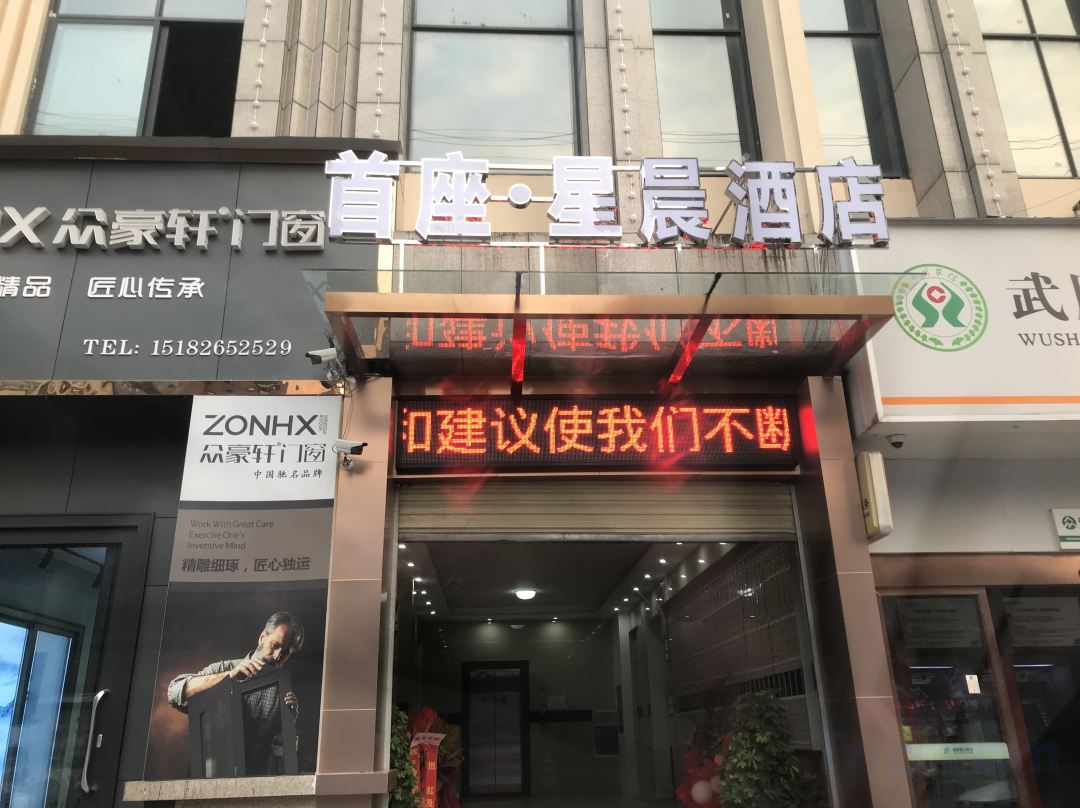 首座·星晨酒店
X 众豪轩门窗
精品 匠心传承
TEL: 15182652529
ZONHX
众豪轩门窗
中国驰名品牌
Work With Great Care
Exercise One's
Inventive Mind
精雕细琢，匠心独运
和建议使我们不断
武
WUSH